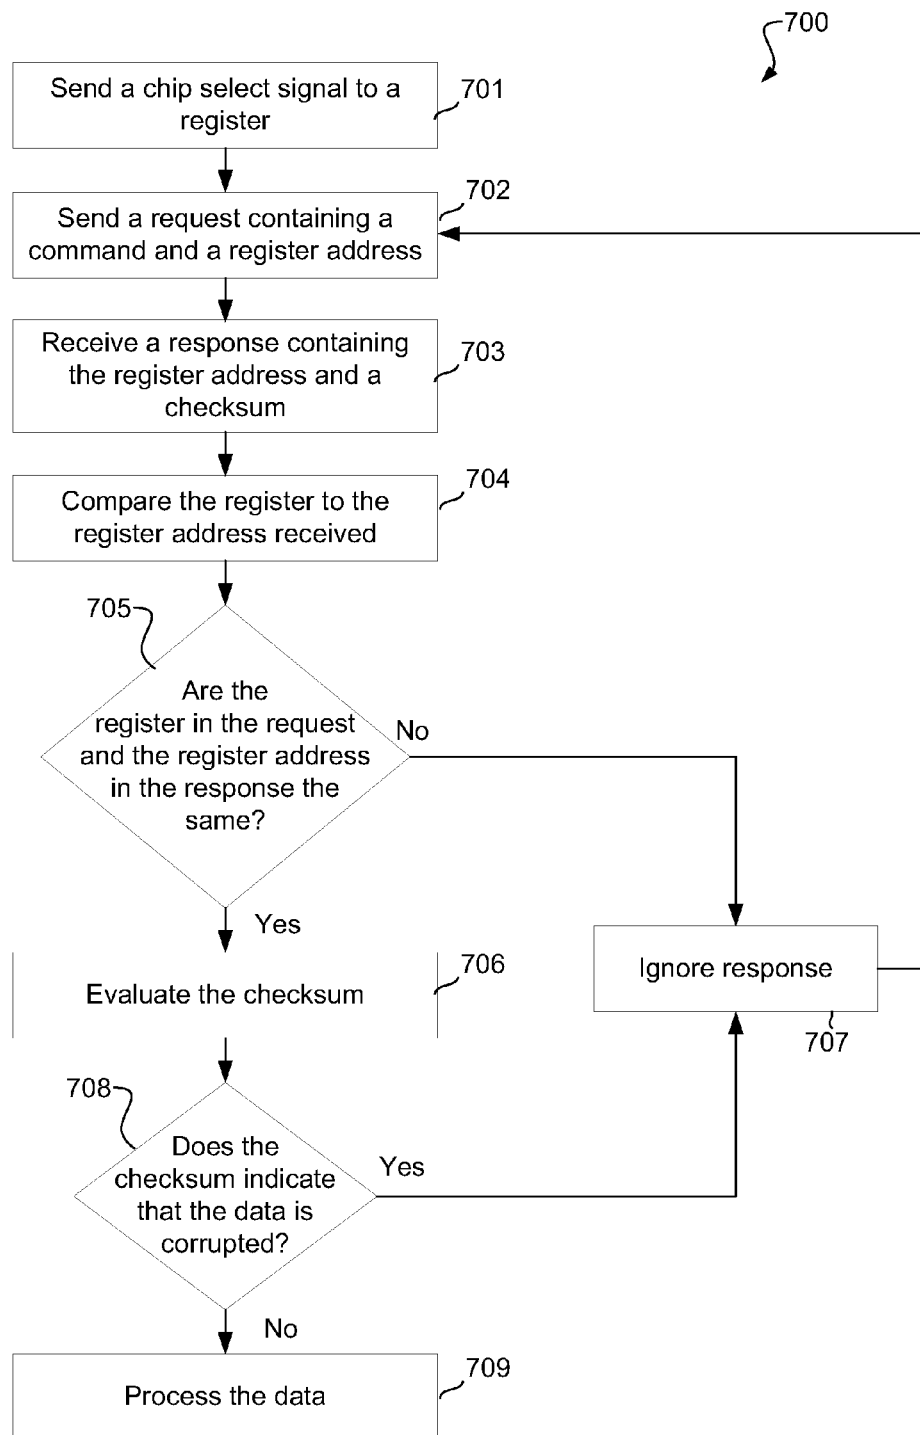 700
Send a chip select signal to a
register
701
702
Send a request containing a
command and a register address
Receive a response containing
the register address and a
checksum
703
704
Compare the register to the
register address received
705
Are the
register in the request
and the register address
in the response the
same?
No
Yes
706
Evaluate the checksum
Ignore response
707
708
Does the
checksum indicate
that the data is
corrupted?
Yes
No
709
Process the data